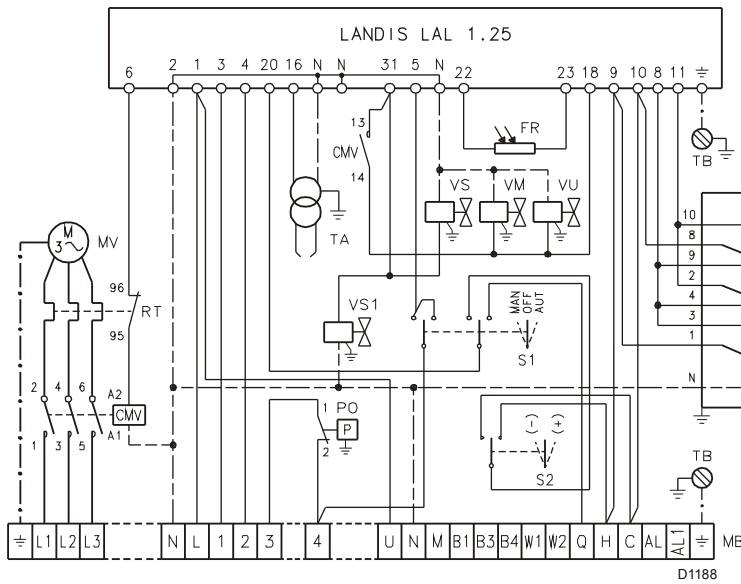 LANDIS LAL 1.25
6 2 1 3 4 20 16 N N 31 5 N 22 23 18 9 10 8 11
13
CMV
14
FR
TB
TA
VS VM VU
10
8
9
2
4
3
1
N
M
3~
MV
96
RT
95
VS1
MAN
OFF
AUT
S1
2 4 6 A2
CMV
1 3 5 A1
1 PO
P
2
(-) (+)
S2
TB
L1 L2 L3 N L 1 2 3 4 U N M B1 B3 B4 W1 W2 Q H C AL AL1 MB
D1188